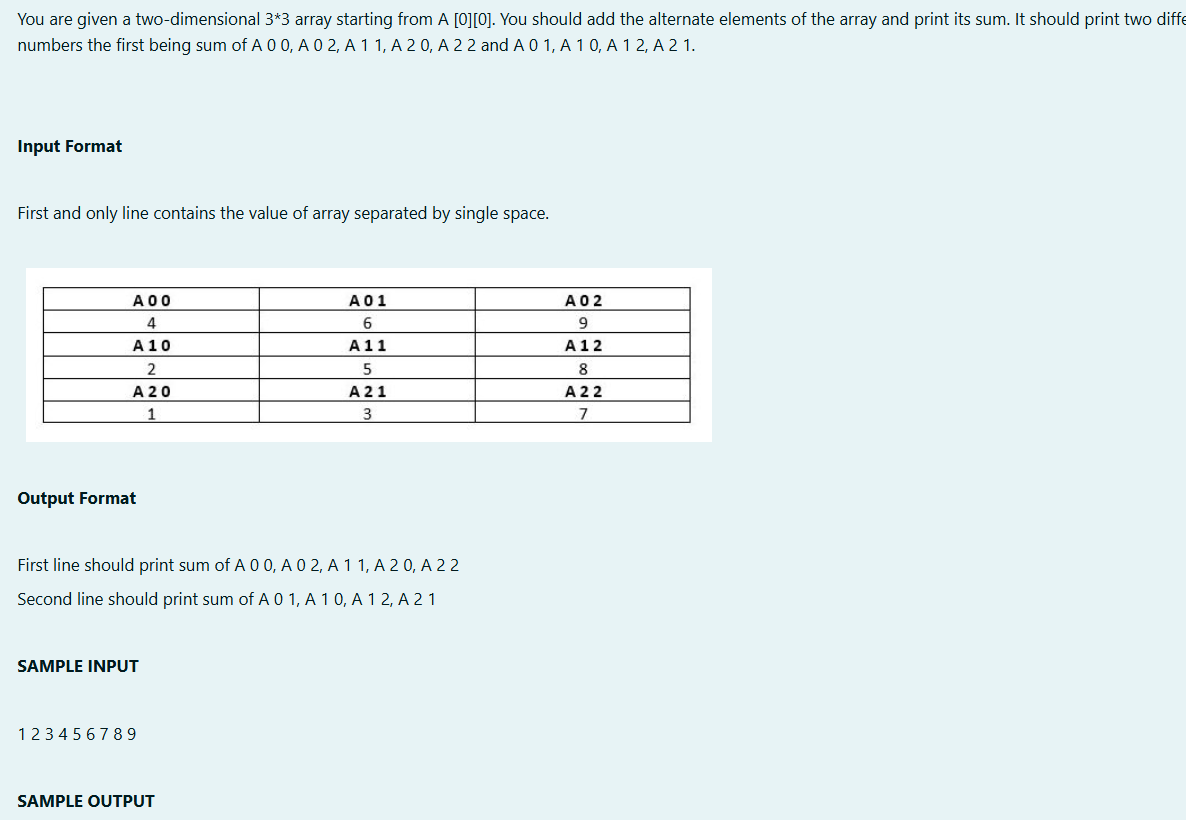 You are given a two-dimensional 3*3 array starting from A [0][0]. You should add the alternate elements of the array and print its sum. It should print two diffe
numbers the first being sum of A 0 0, A 0 2, A 1 1, A 2 0, A 2 2 and A 0 1, A 1 0, A 1 2, A 2 1.
Input Format
First and only line contains the value of array separated by single space.
A 0 0 A 0 1 A 0 2
4 6 9
A 1 0 A 1 1 A 1 2
2 5 8
A 2 0 A 2 1 A 2 2
1 3 7
Output Format
First line should print sum of A 0 0, A 0 2, A 1 1, A 2 0, A 2 2
Second line should print sum of A 0 1, A 1 0, A 1 2, A 2 1
SAMPLE INPUT
1 2 3 4 5 6 7 8 9
SAMPLE OUTPUT